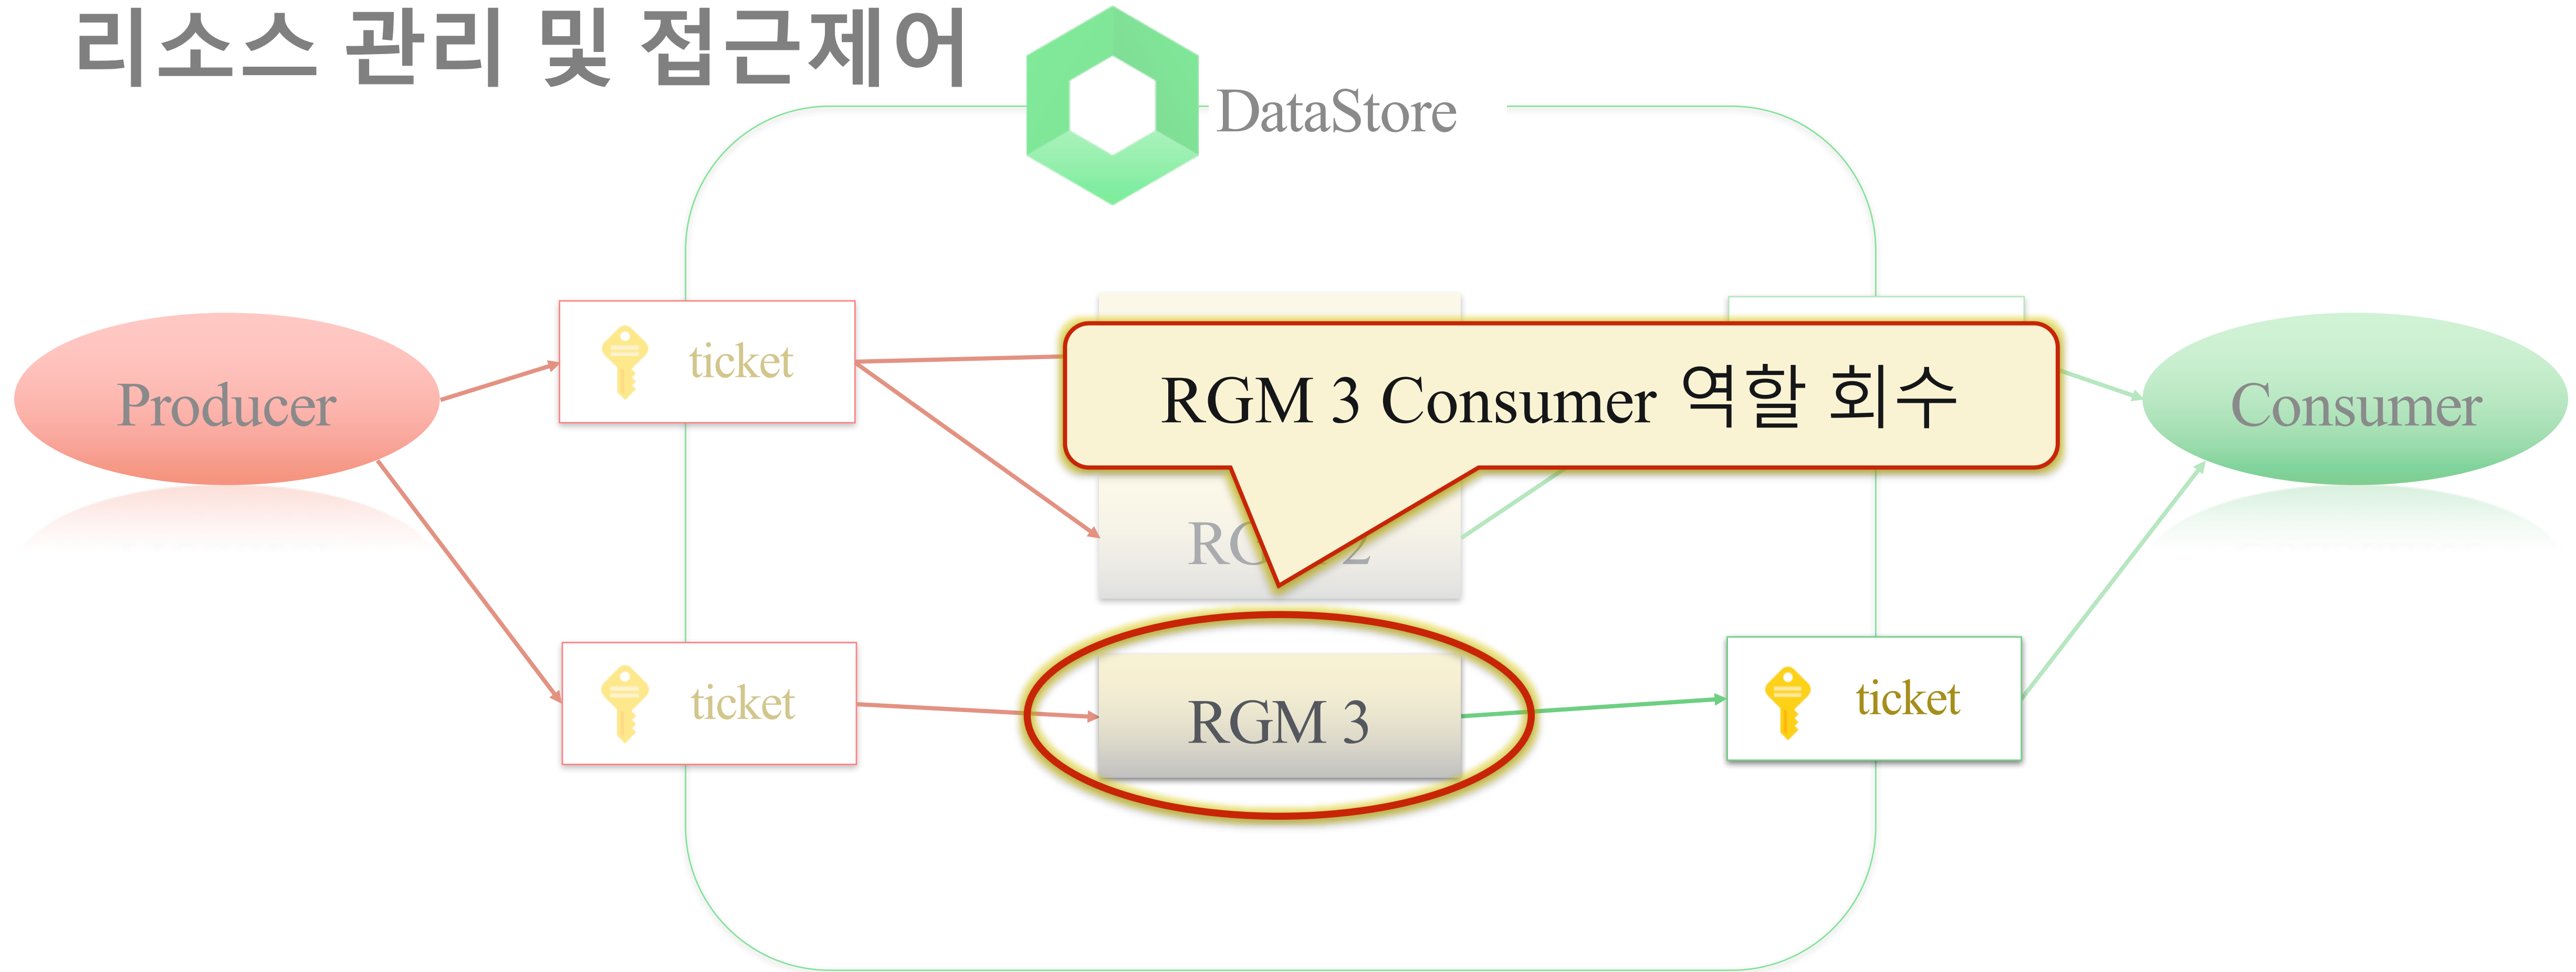 리소스 관리 및 접근제어
DataStore
ticket
RGM 3 Consumer 역할 회수
Producer
Consumer
ticket
RGM 3
ticket